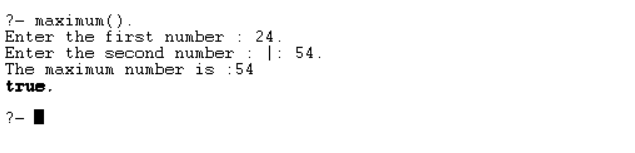 ?- maximum().
Enter the first number : 24.
Enter the second number : |: 54.
The maximum number is :54
true.
?-